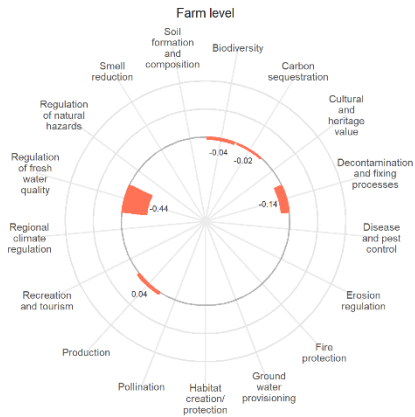 Farm level
Soil
formation
and
composition
Biodiversity
Carbon
sequestration
Cultural
and
heritage
value
Decontamination
and fixing
processes
Disease
and pest
control
Erosion
regulation
Fire
protection
Ground
water
provisioning
Habitat
creation/
protection
Pollination
Production
Recreation
and tourism
Regional
climate
regulation
Regulation
of fresh
water
quality
Regulation
of natural
hazards
Smell
reduction
-0.04
-0.02
-0.14
-0.44
0.04